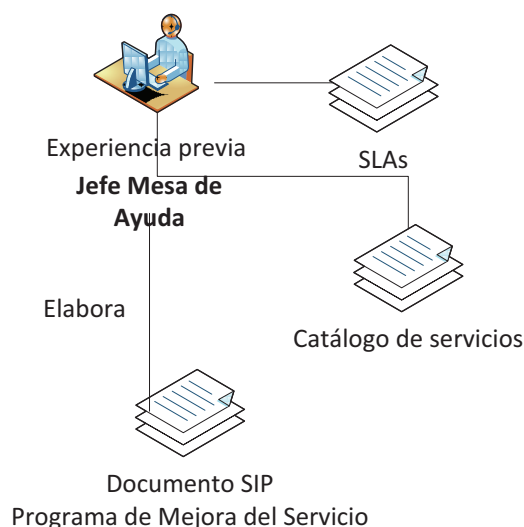 Experiencia previa
SLAs
Jefe Mesa de
Ayuda
Elabora
Catálogo de servicios
Documento SIP
Programa de Mejora del Servicio